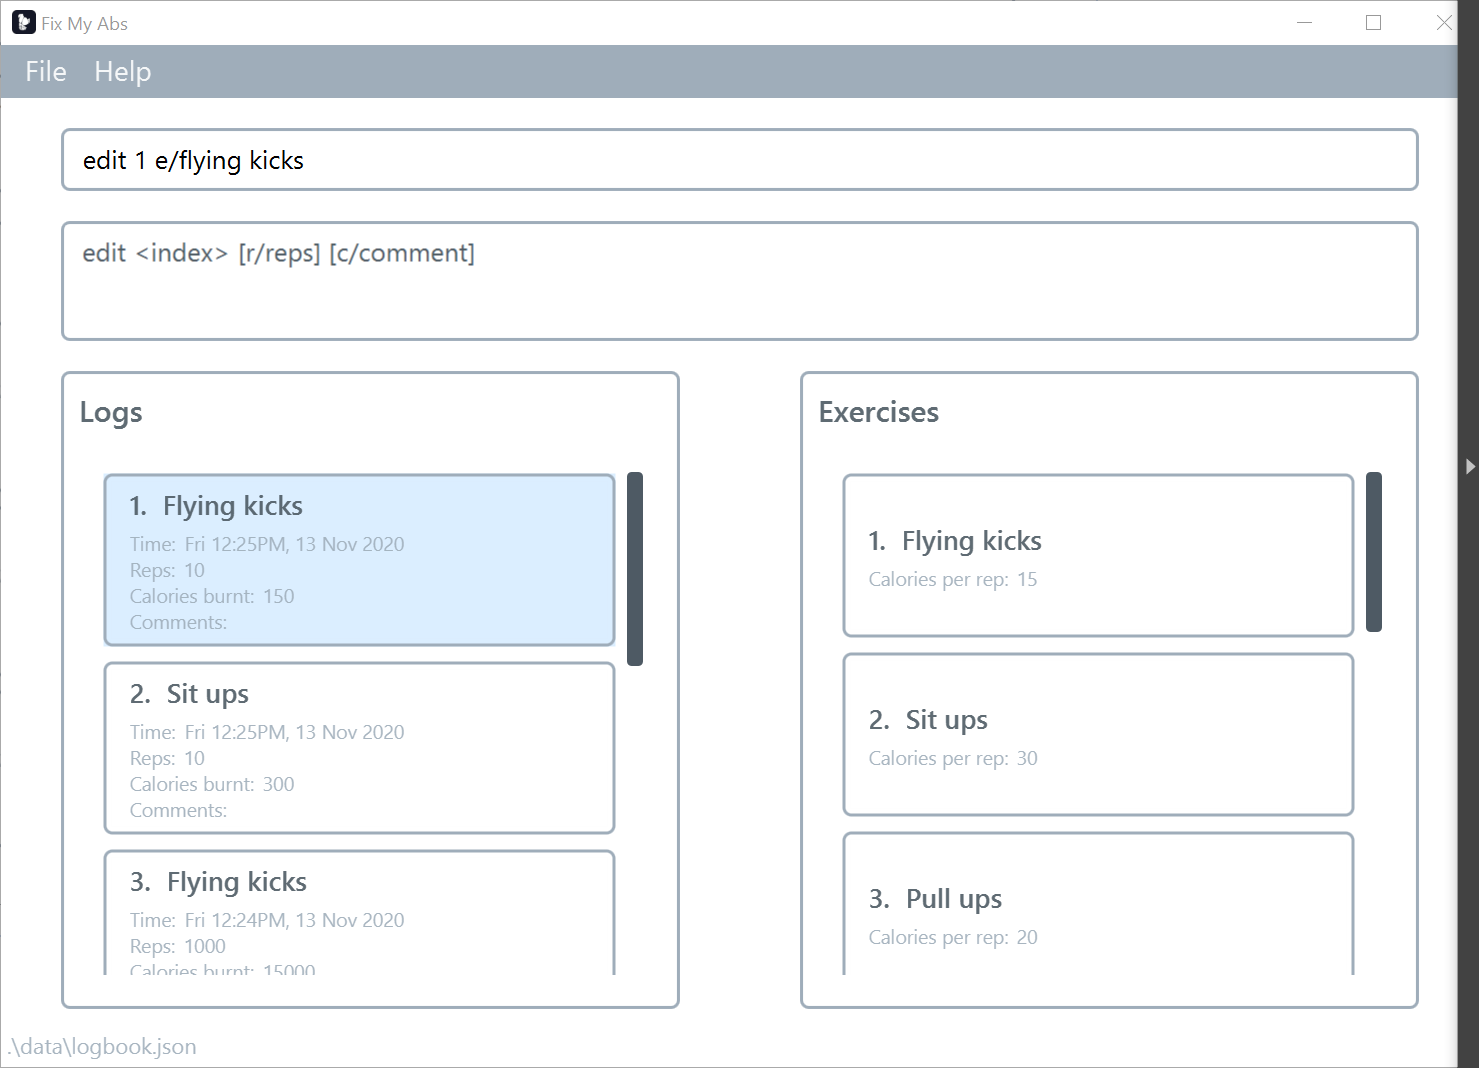 Fix My Abs
File Help
edit 1 e/flying kicks
edit <index> [r/reps] [c/comment]
Logs
1. Flying kicks
Time: Fri 12:25PM, 13 Nov 2020
Reps: 10
Calories burnt: 150
Comments:
2. Sit ups
Time: Fri 12:25PM, 13 Nov 2020
Reps: 10
Calories burnt: 300
Comments:
3. Flying kicks
Time: Fri 12:24PM, 13 Nov 2020
Reps: 1000
Calories burnt: 15000
Exercises
1. Flying kicks
Calories per rep: 15
2. Sit ups
Calories per rep: 30
3. Pull ups
Calories per rep: 20
.\data\logbook.json